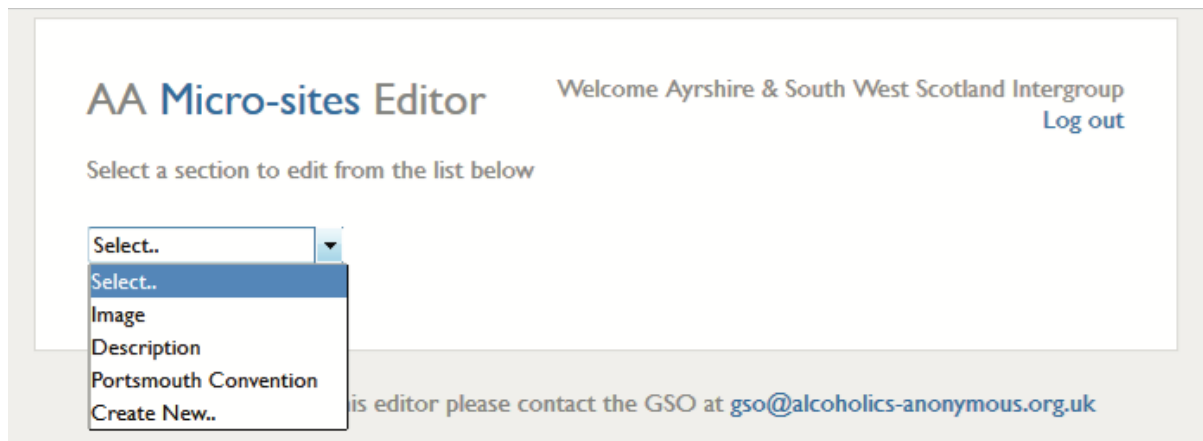 AA Micro-sites Editor
Welcome Ayrshire & South West Scotland Intergroup
Log out
Select a section to edit from the list below
Select..
Select..
Image
Description
Portsmouth Convention
Create New..
is editor please contact the GSO at gso@alcoholics-anonymous.org.uk